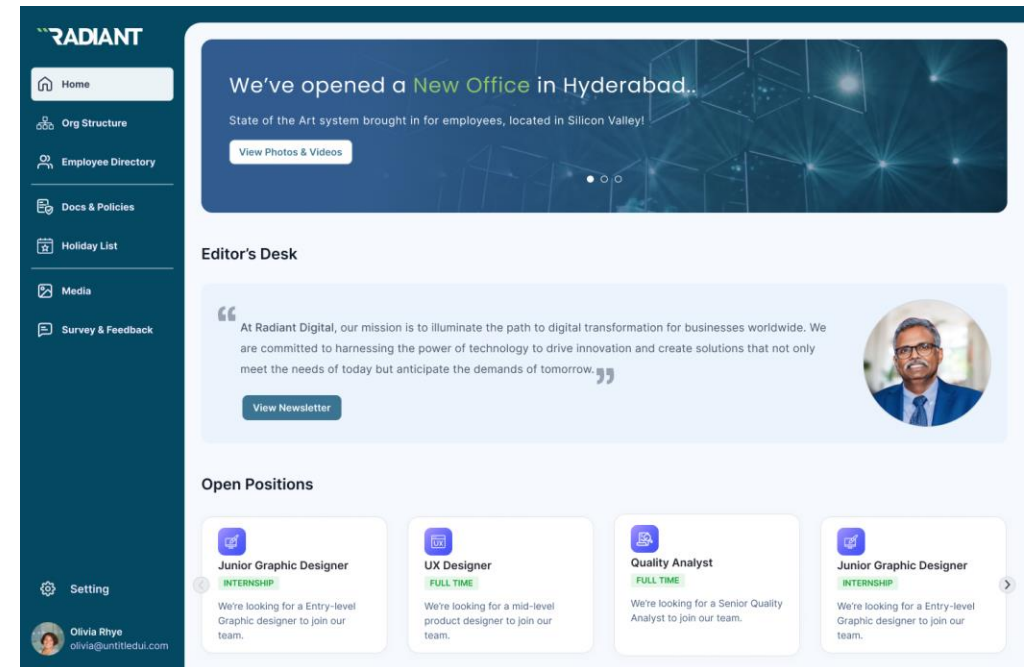 RADIANT
Home
Org Structure
Employee Directory
Docs & Policies
Holiday List
Media
Survey & Feedback
Setting
Olivia Rhye
olivia@untitledui.com
We've opened a New Office in Hyderabad..
State of the Art system brought in for employees, located in Silicon Valley!
View Photos & Videos
Editor's Desk
“ At Radiant Digital, our mission is to illuminate the path to digital transformation for businesses worldwide. We
are committed to harnessing the power of technology to drive innovation and create solutions that not only
meet the needs of today but anticipate the demands of tomorrow. ”
View Newsletter
Open Positions
Junior Graphic Designer
INTERNSHIP
We're looking for a Entry-level
Graphic designer to join our
team.
UX
UX Designer
FULL TIME
We're looking for a mid-level
product designer to join our
team.
Quality Analyst
FULL TIME
We're looking for a Senior Quality
Analyst to join our team.
Junior Graphic Designer
INTERNSHIP
We're looking for a Entry-level
Graphic designer to join our
team.